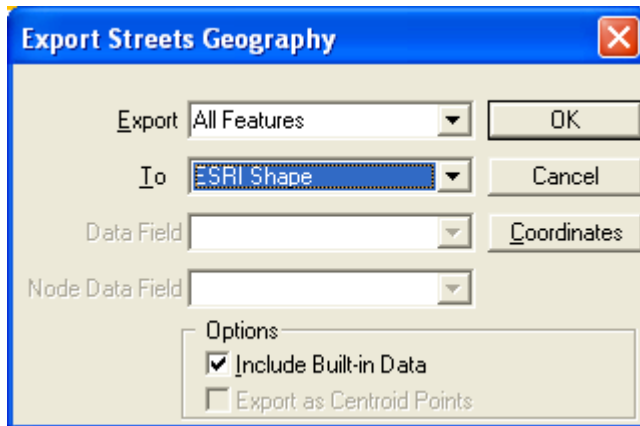 Export Streets Geography
Export All Features OK
To ESRI Shape Cancel
Data Field Coordinates
Node Data Field
Options
Include Built-in Data
Export as Centroid Points